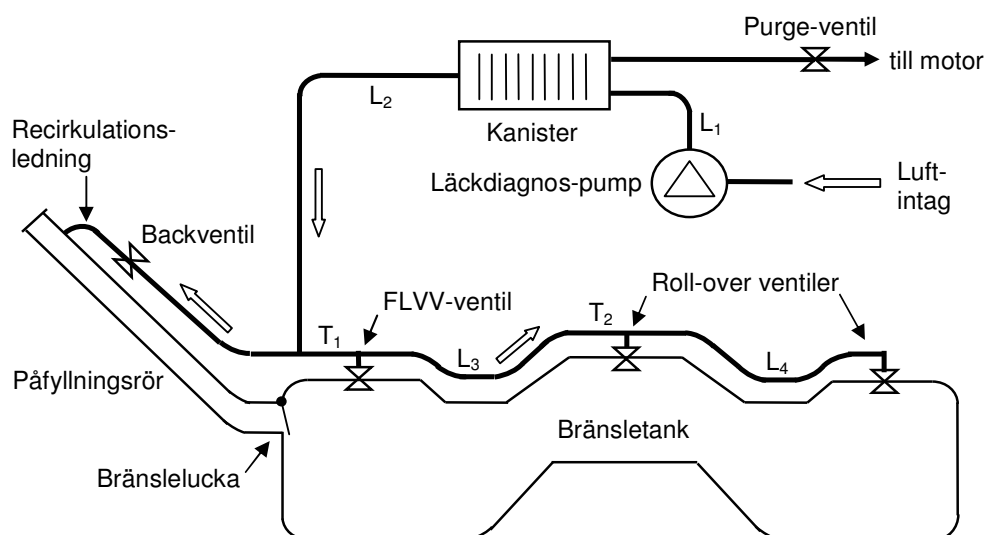 Purge-ventil
till motor
L2
Kanister
L1
Recirkulations-
ledning
Läckdiagnos-pump
Luft-
intag
Backventil
FLVV-ventil
Roll-over ventiler
T1
T2
L3
L4
Påfyllningsrör
Bränsletank
Bränslelucka